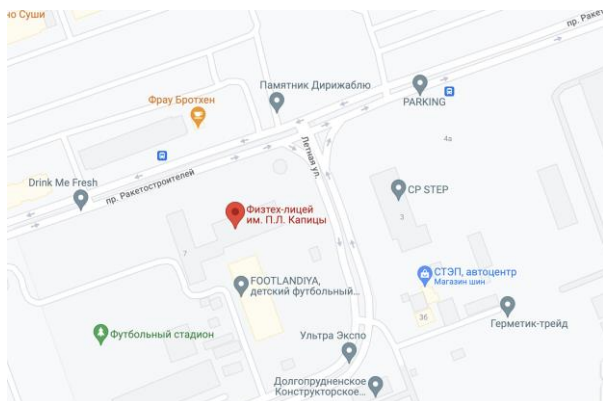 но Суши
пр. Ракет
Памятник Дирижаблю
Фрау Бротхен
PARKING
Летная ул.
4а
Drink Me Fresh
пр. Ракетостроителей
CP STEP
3
Физтех-лицей
им. П.Л. Капицы
7
СТЭП, автоцентр
Магазин шин
FOOTLANDIYA,
детский футбольный...
Герметик-трейд
3б
Футбольный стадион
Ультра Экспо
Долгопрудненское
Конструкторское...